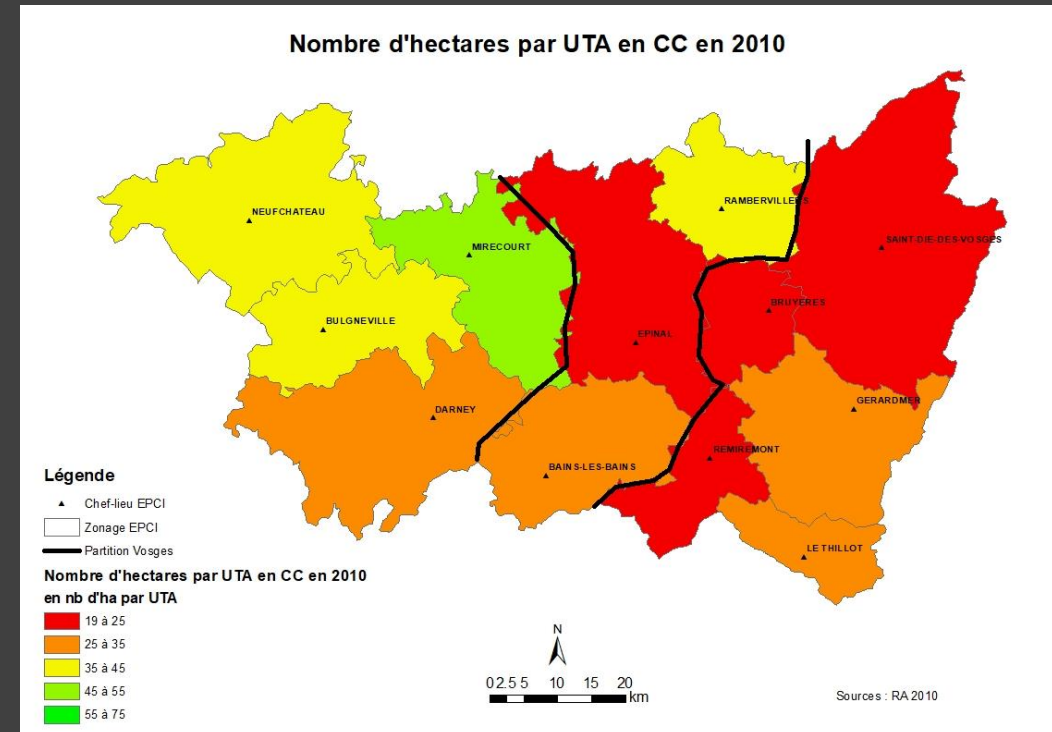 Nombre d'hectares par UTA en CC en 2010
NEUFCHATEAU
RAMBERVILLERS
SAINT-DIE-DES-VOSGES
MIRECOURT
BRUYERES
BULGNEVILLE
EPINAL
GERARDMER
DARNEY
REMIREMONT
BAINS-LES-BAINS
LE THILLOT
Légende
Chef-lieu EPCI
Zonage EPCI
Partition Vosges
Nombre d'hectares par UTA en CC en 2010
en nb d'ha par UTA
19 à 25
25 à 35
35 à 45
45 à 55
55 à 75
N
0 2.5 5 10 15 20
km
Sources : RA 2010